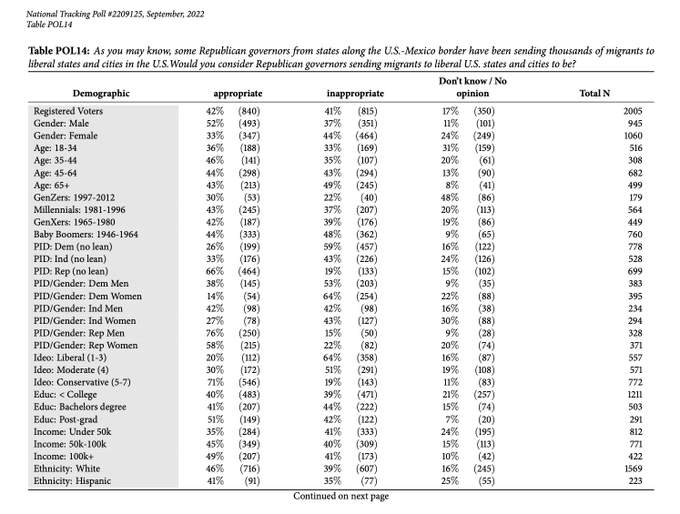 National Tracking Poll #2209125, September, 2022
Table POL14
Table POL14: As you may know, some Republican governors from states along the U.S.-Mexico border have been sending thousands of migrants to
liberal states and cities in the U.S.Would you consider Republican governors sending migrants to liberal U.S. states and cities to be?
Don't know / No
Demographic appropriate inappropriate opinion Total N
Registered Voters 42% (840) 41% (815) 17% (350) 2005
Gender: Male 52% (493) 37% (351) 11% (101) 945
Gender: Female 33% (347) 44% (464) 24% (249) 1060
Age: 18-34 36% (188) 33% (169) 31% (159) 516
Age: 35-44 46% (141) 35% (107) 20% (61) 308
Age: 45-64 44% (298) 43% (294) 13% (90) 682
Age: 65+ 43% (213) 49% (245) 8% (41) 499
GenZers: 1997-2012 30% (53) 22% (40) 48% (86) 179
Millennials: 1981-1996 43% (245) 37% (207) 20% (113) 564
GenXers: 1965-1980 42% (187) 39% (176) 19% (86) 449
Baby Boomers: 1946-1964 44% (333) 48% (362) 9% (65) 760
PID: Dem (no lean) 26% (199) 59% (457) 16% (122) 778
PID: Ind (no lean) 33% (176) 43% (226) 24% (126) 528
PID: Rep (no lean) 66% (464) 19% (133) 15% (102) 699
PID/Gender: Dem Men 38% (145) 53% (203) 9% (35) 383
PID/Gender: Dem Women 14% (54) 64% (254) 22% (88) 395
PID/Gender: Ind Men 42% (98) 42% (98) 16% (38) 234
PID/Gender: Ind Women 27% (78) 43% (127) 30% (88) 294
PID/Gender: Rep Men 76% (250) 15% (50) 9% (28) 328
PID/Gender: Rep Women 58% (215) 22% (82) 20% (74) 371
Ideo: Liberal (1-3) 20% (112) 64% (358) 16% (87) 557
Ideo: Moderate (4) 30% (172) 51% (291) 19% (108) 571
Ideo: Conservative (5-7) 71% (546) 19% (143) 11% (83) 772
Educ: < College 40% (483) 39% (471) 21% (257) 1211
Educ: Bachelors degree 41% (207) 44% (222) 15% (74) 503
Educ: Post-grad 51% (149) 42% (122) 7% (20) 291
Income: Under 50k 35% (284) 41% (333) 24% (195) 812
Income: 50k-100k 45% (349) 40% (309) 15% (113) 771
Income: 100k+ 49% (207) 41% (173) 10% (42) 422
Ethnicity: White 46% (716) 39% (607) 16% (245) 1569
Ethnicity: Hispanic 41% (91) 35% (77) 25% (55) 223
Continued on next page